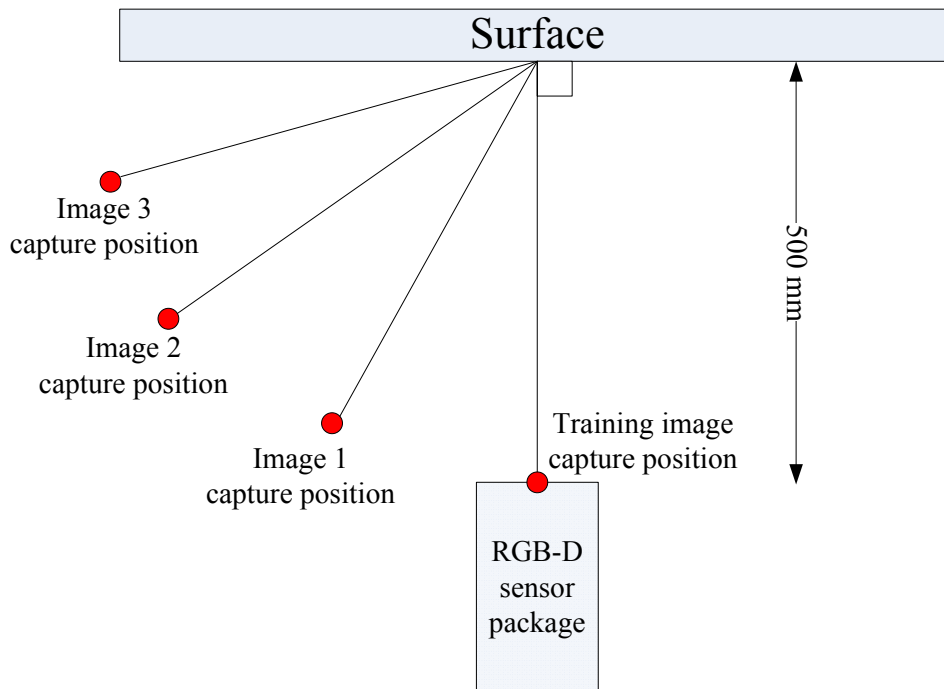 Surface
Image 3
capture position
500 mm
Image 2
capture position
Training image
capture position
Image 1
capture position
RGB-D
sensor
package